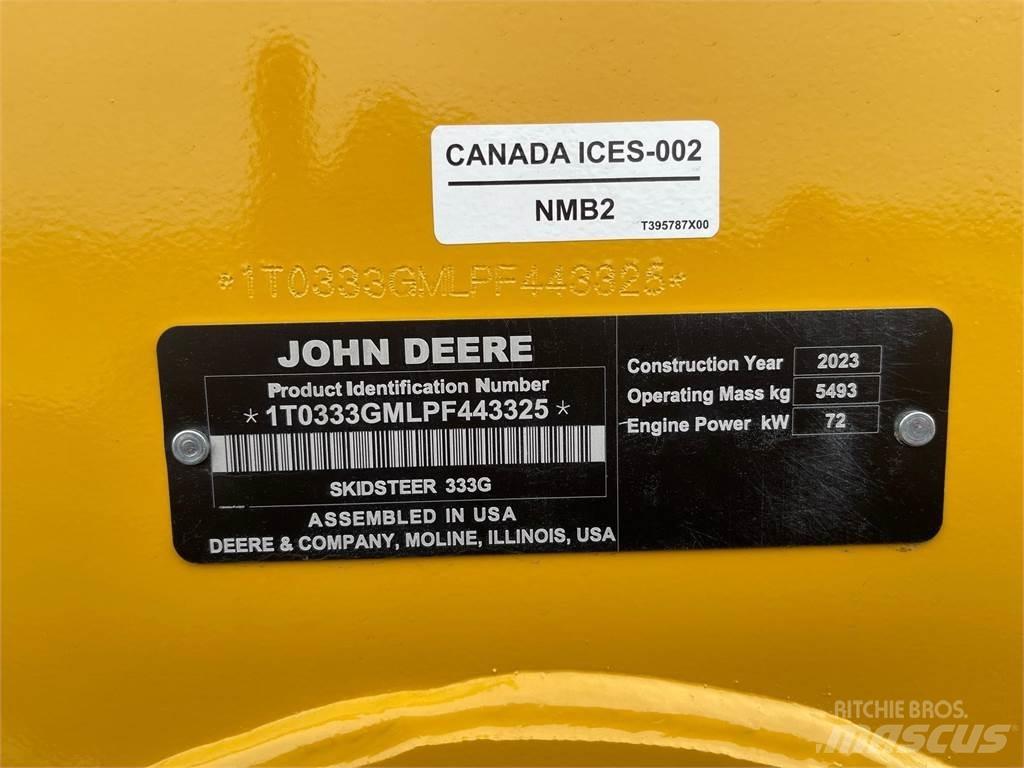 CANADA ICES-002
NMB2
T395787X00
*1T0333GMLPF443325*
JOHN DEERE
Product Identification Number
*1T0333GMLPF443325*
SKIDSTEER 333G
ASSEMBLED IN USA
DEERE & COMPANY, MOLINE, ILLINOIS, USA
Construction Year 2023
Operating Mass kg 5493
Engine Power kW 72
RITCHIE BROS.
mascus